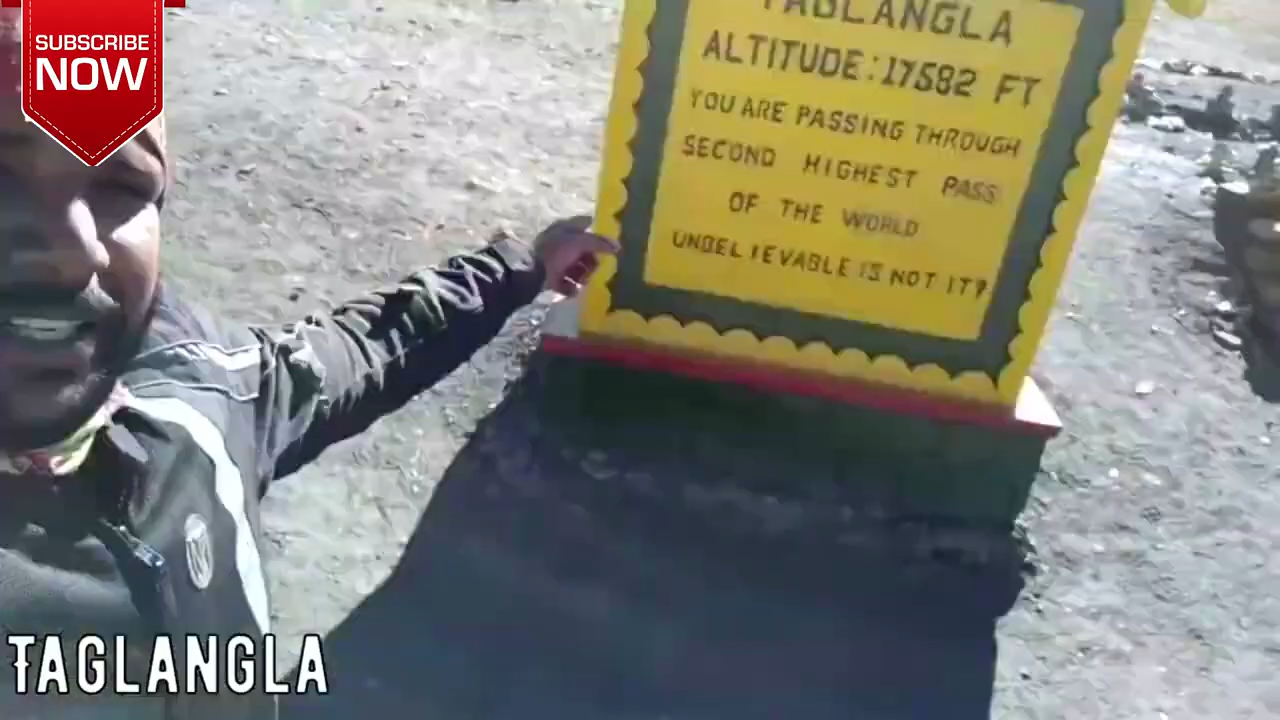 SUBSCRIBE
NOW
TAGLANGLA
ALTITUDE: 17582 FT
YOU ARE PASSING THROUGH
SECOND HIGHEST PASS
OF THE WORLD
UNBELIEVABLE IS NOT IT?
TAGLANGLA